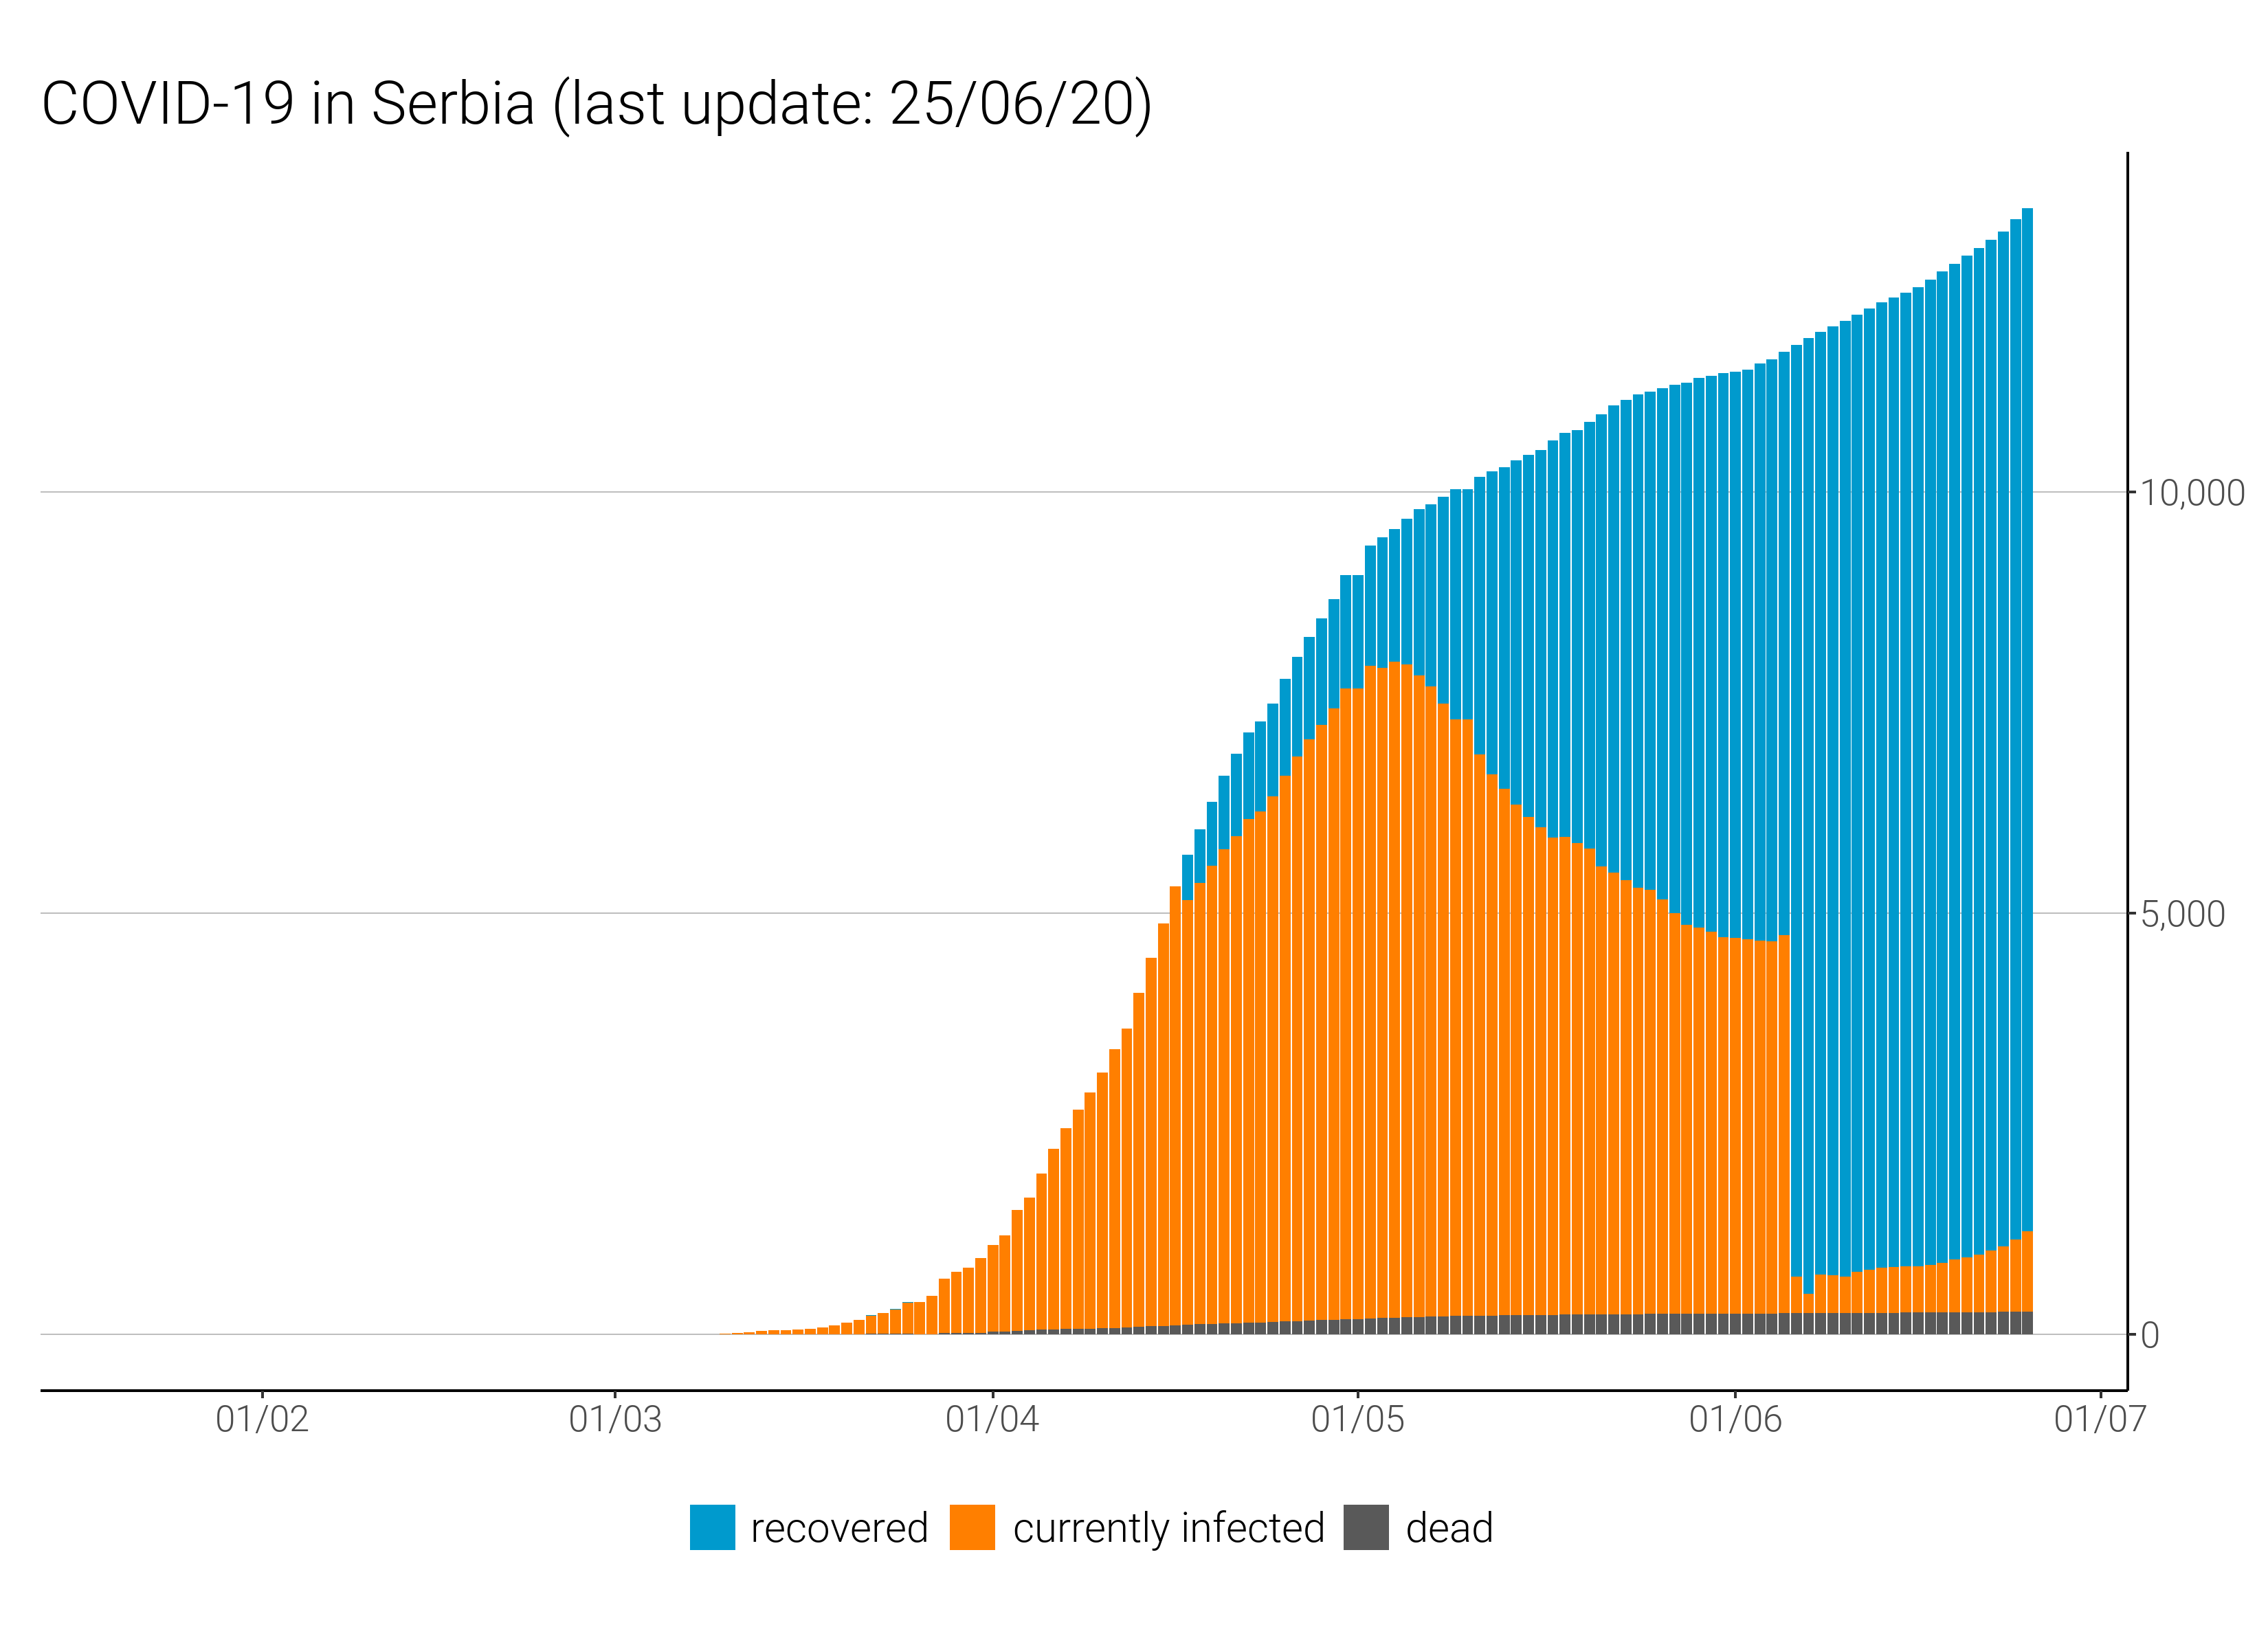 COVID-19 in Serbia (last update: 25/06/20)
10,000
5,000
0
01/02 01/03 01/04 01/05 01/06 01/07
recovered currently infected dead